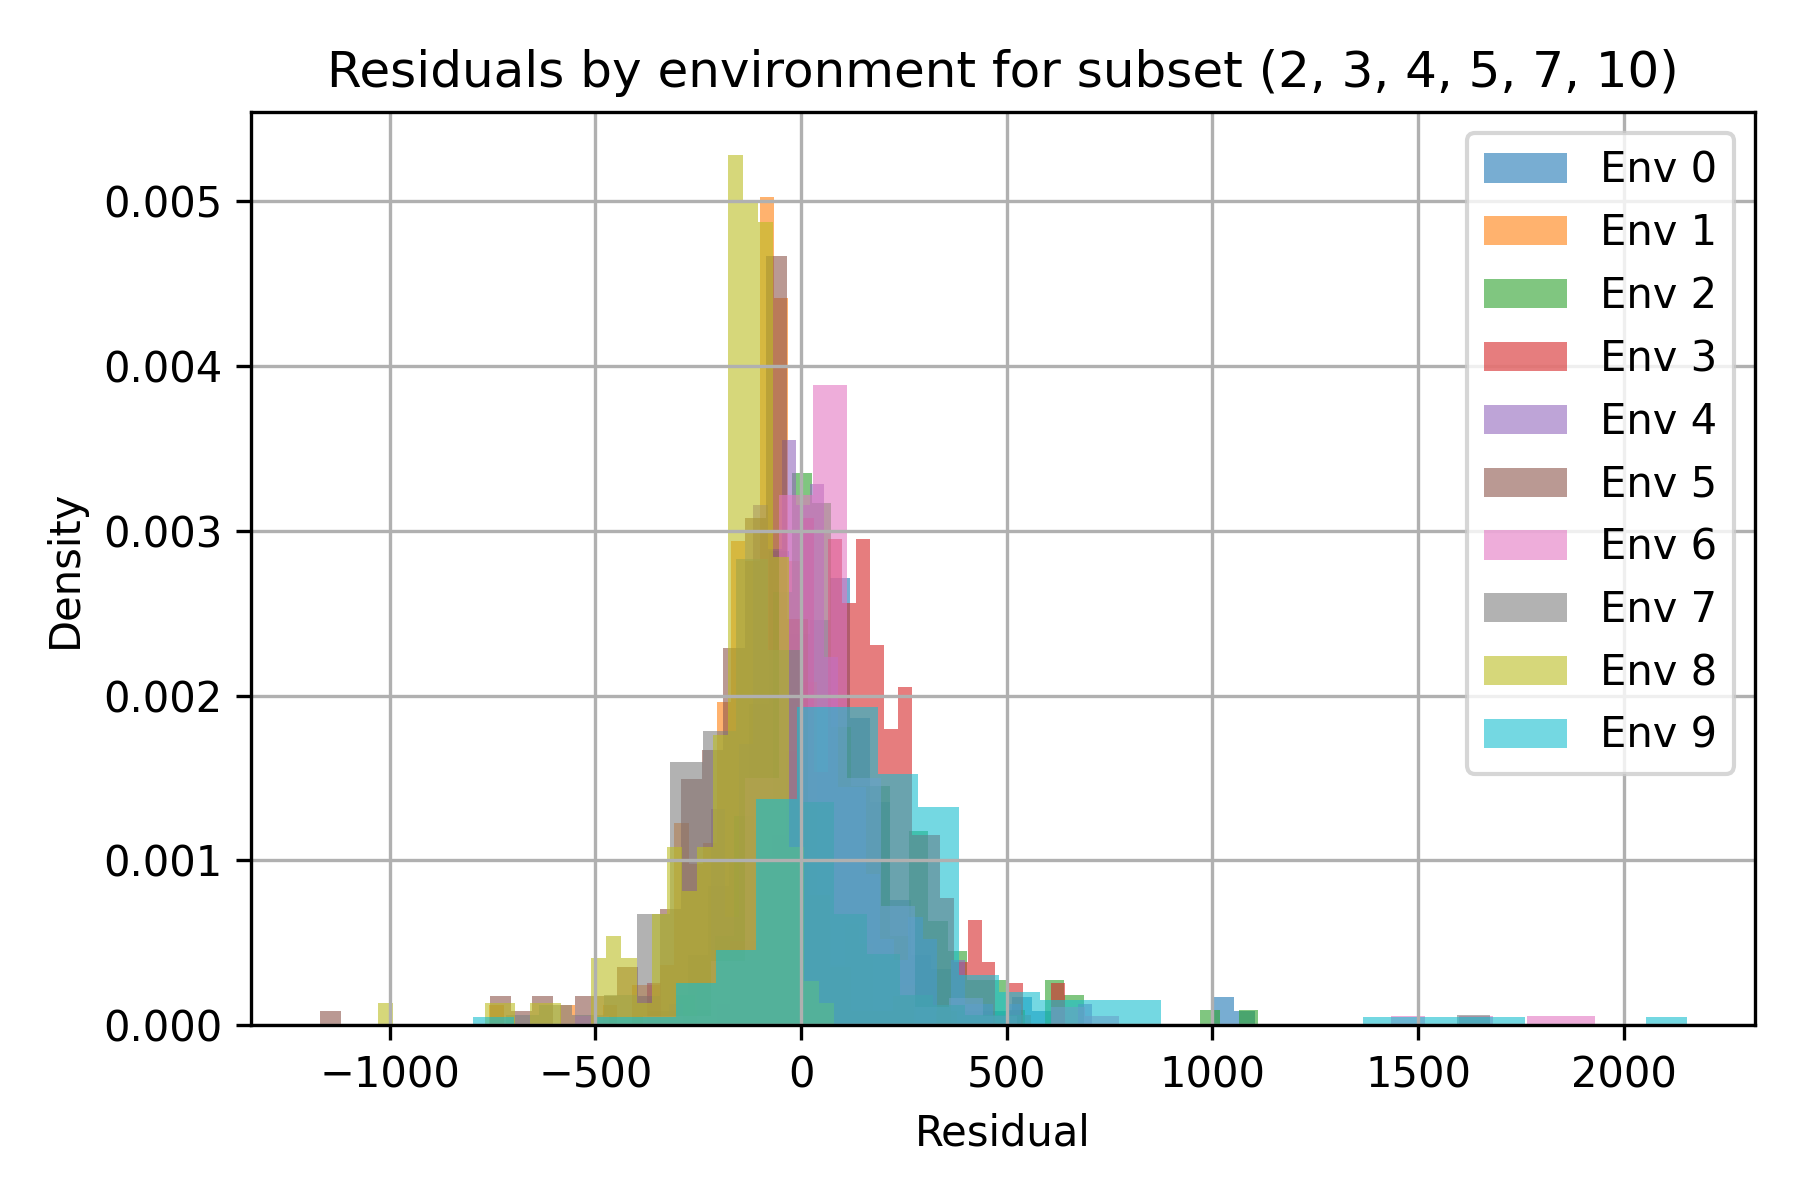 Residuals by environment for subset (2, 3, 4, 5, 7, 10)
Env 0
Env 1
Env 2
Env 3
Env 4
Env 5
Env 6
Env 7
Env 8
Env 9
Density
0.005
0.004
0.003
0.002
0.001
0.000
−1000 −500 0 500 1000 1500 2000
Residual